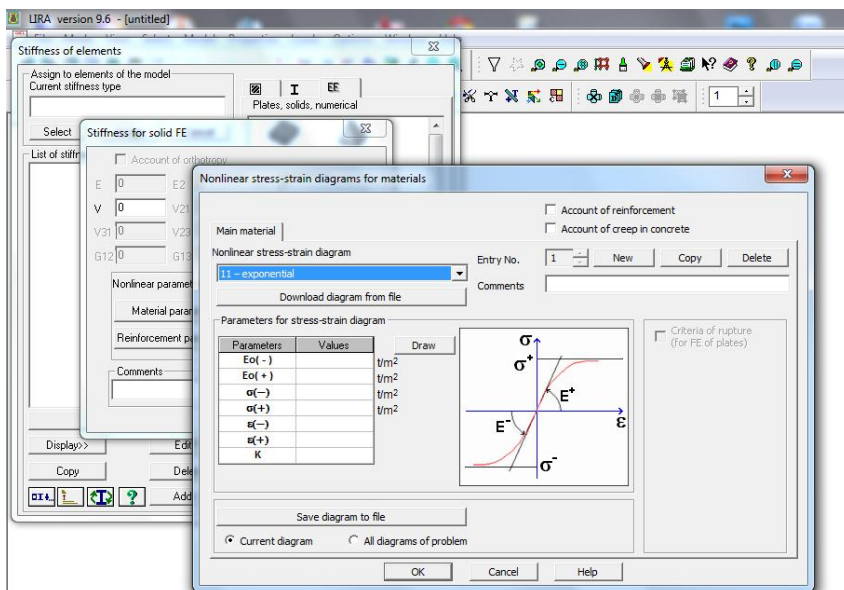 LIRA version 9.6 - [untitled]
Stiffness of elements
Assign to elements of the model
Current stiffness type
I
EE
Plates, solids, numerical
Select
1
Stiffness for solid FE
List of stiffn
Account of orthotropy
E 0 E2
V 0 V21
V31 0 V23
G12 0 G13
Nonlinear paramet
Material parar
Reinforcement pa
Comments
Display>>
Edit
Copy
Dele
Add
Nonlinear stress-strain diagrams for materials
Account of reinforcement
Account of creep in concrete
Main material
Nonlinear stress-strain diagram
11 – exponential
Entry No. 1 New Copy Delete
Download diagram from file
Comments
Parameters for stress-strain diagram
Parameters Values
Draw
Eo( - ) t/m2
Eo( + ) t/m2
σ(—) t/m2
σ(+) t/m2
ε(—)
ε(+)
K
σ
σ+
E+
E-
ε
σ-
Criteria of rupture
(for FE of plates)
Save diagram to file
Current diagram
All diagrams of problem
OK Cancel Help